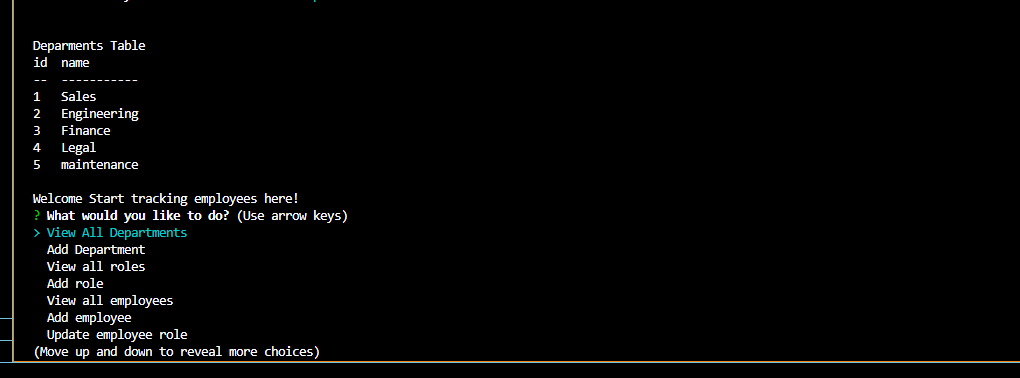 Deparments Table
id  name
--  -----------
1   Sales
2   Engineering
3   Finance
4   Legal
5   maintenance
Welcome Start tracking employees here!
? What would you like to do? (Use arrow keys)
> View All Departments
  Add Department
  View all roles
  Add role
  View all employees
  Add employee
  Update employee role
(Move up and down to reveal more choices)